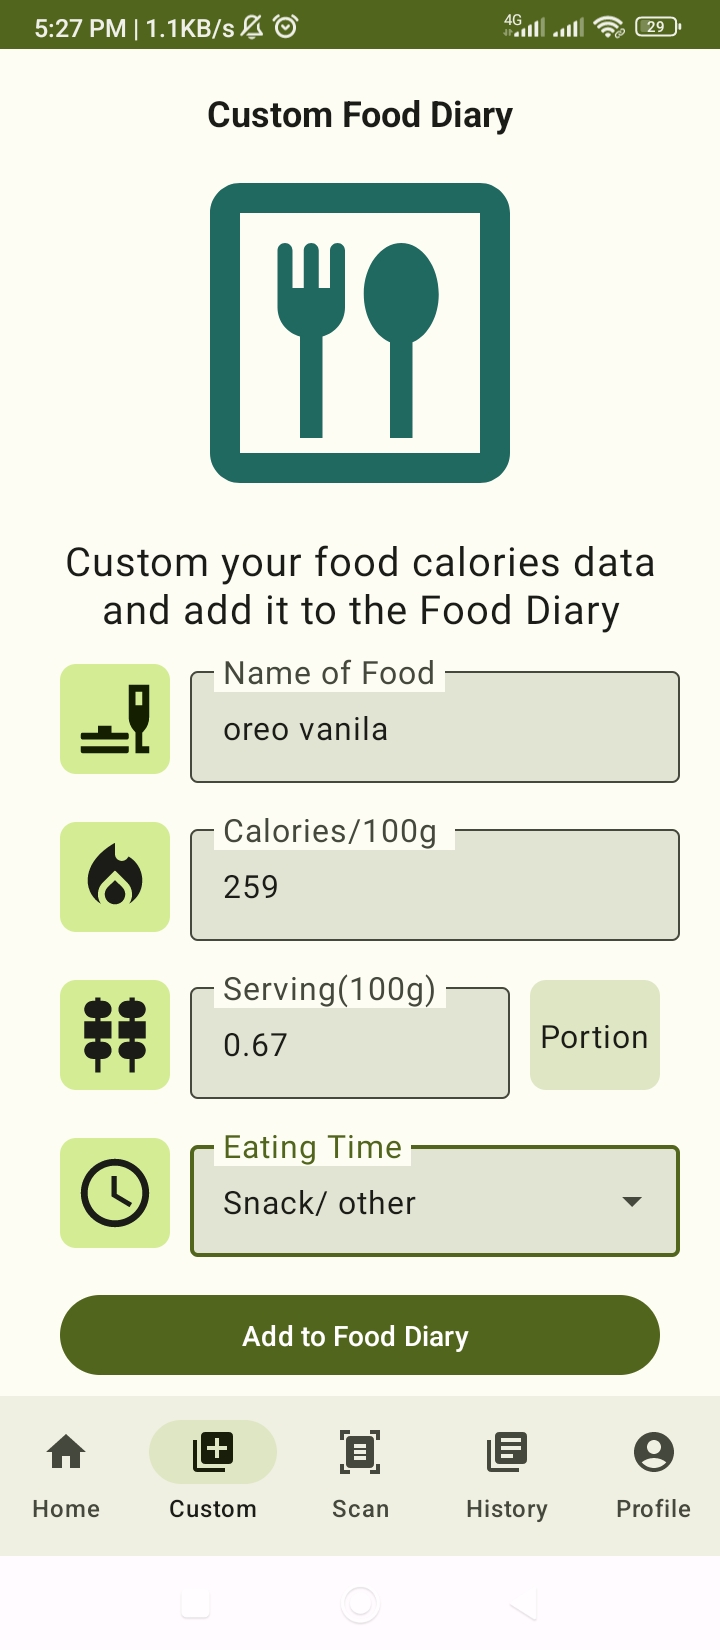 5:27 PM | 1.1KB/s
4G
29
Custom Food Diary
Custom your food calories data
and add it to the Food Diary
Name of Food
oreo vanila
Calories/100g
259
Serving(100g)
0.67
Portion
Eating Time
Snack/ other
Add to Food Diary
Home
Custom
Scan
History
Profile